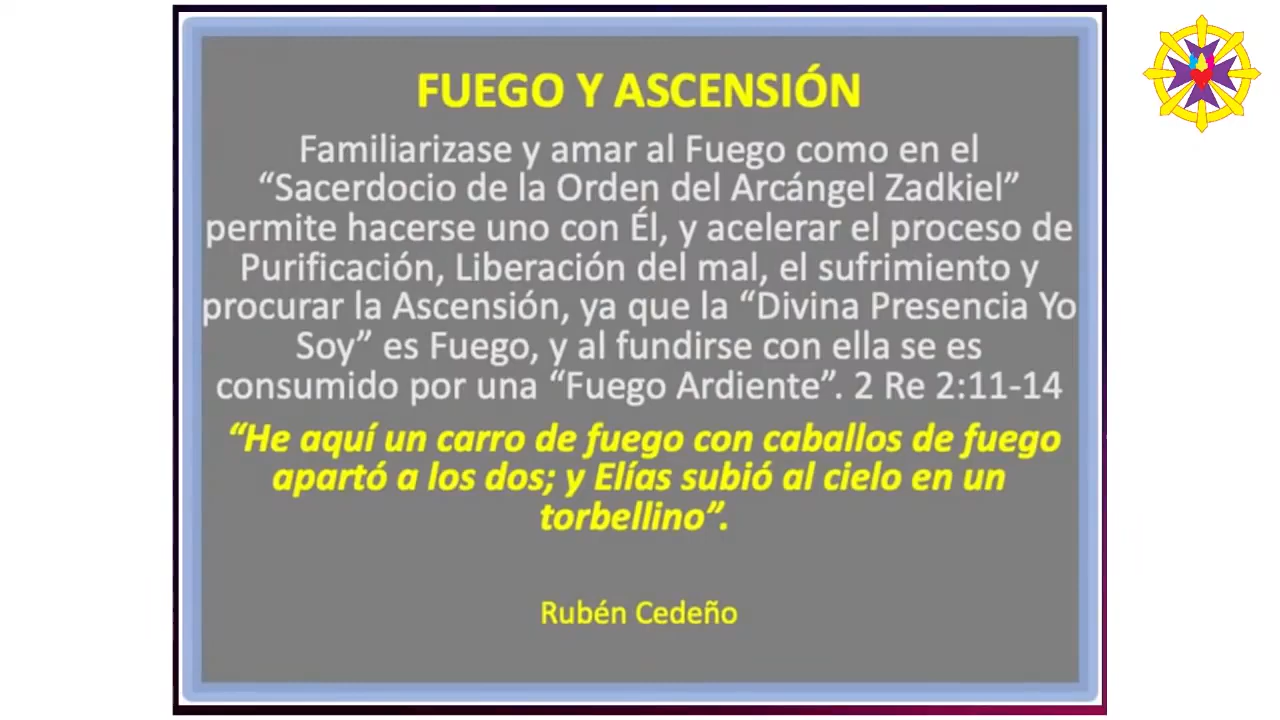 FUEGO Y ASCENSIÓN
Familiarizase y amar al Fuego como en el
“Sacerdocio de la Orden del Arcángel Zadkiel”
permite hacerse uno con Él, y acelerar el proceso de
Purificación, Liberación del mal, el sufrimiento y
procurar la Ascensión, ya que la “Divina Presencia Yo
Soy” es Fuego, y al fundirse con ella se es
consumido por una “Fuego Ardiente”. 2 Re 2:11-14
“He aquí un carro de fuego con caballos de fuego
apartó a los dos; y Elías subió al cielo en un
torbellino”.
Rubén Cedeño